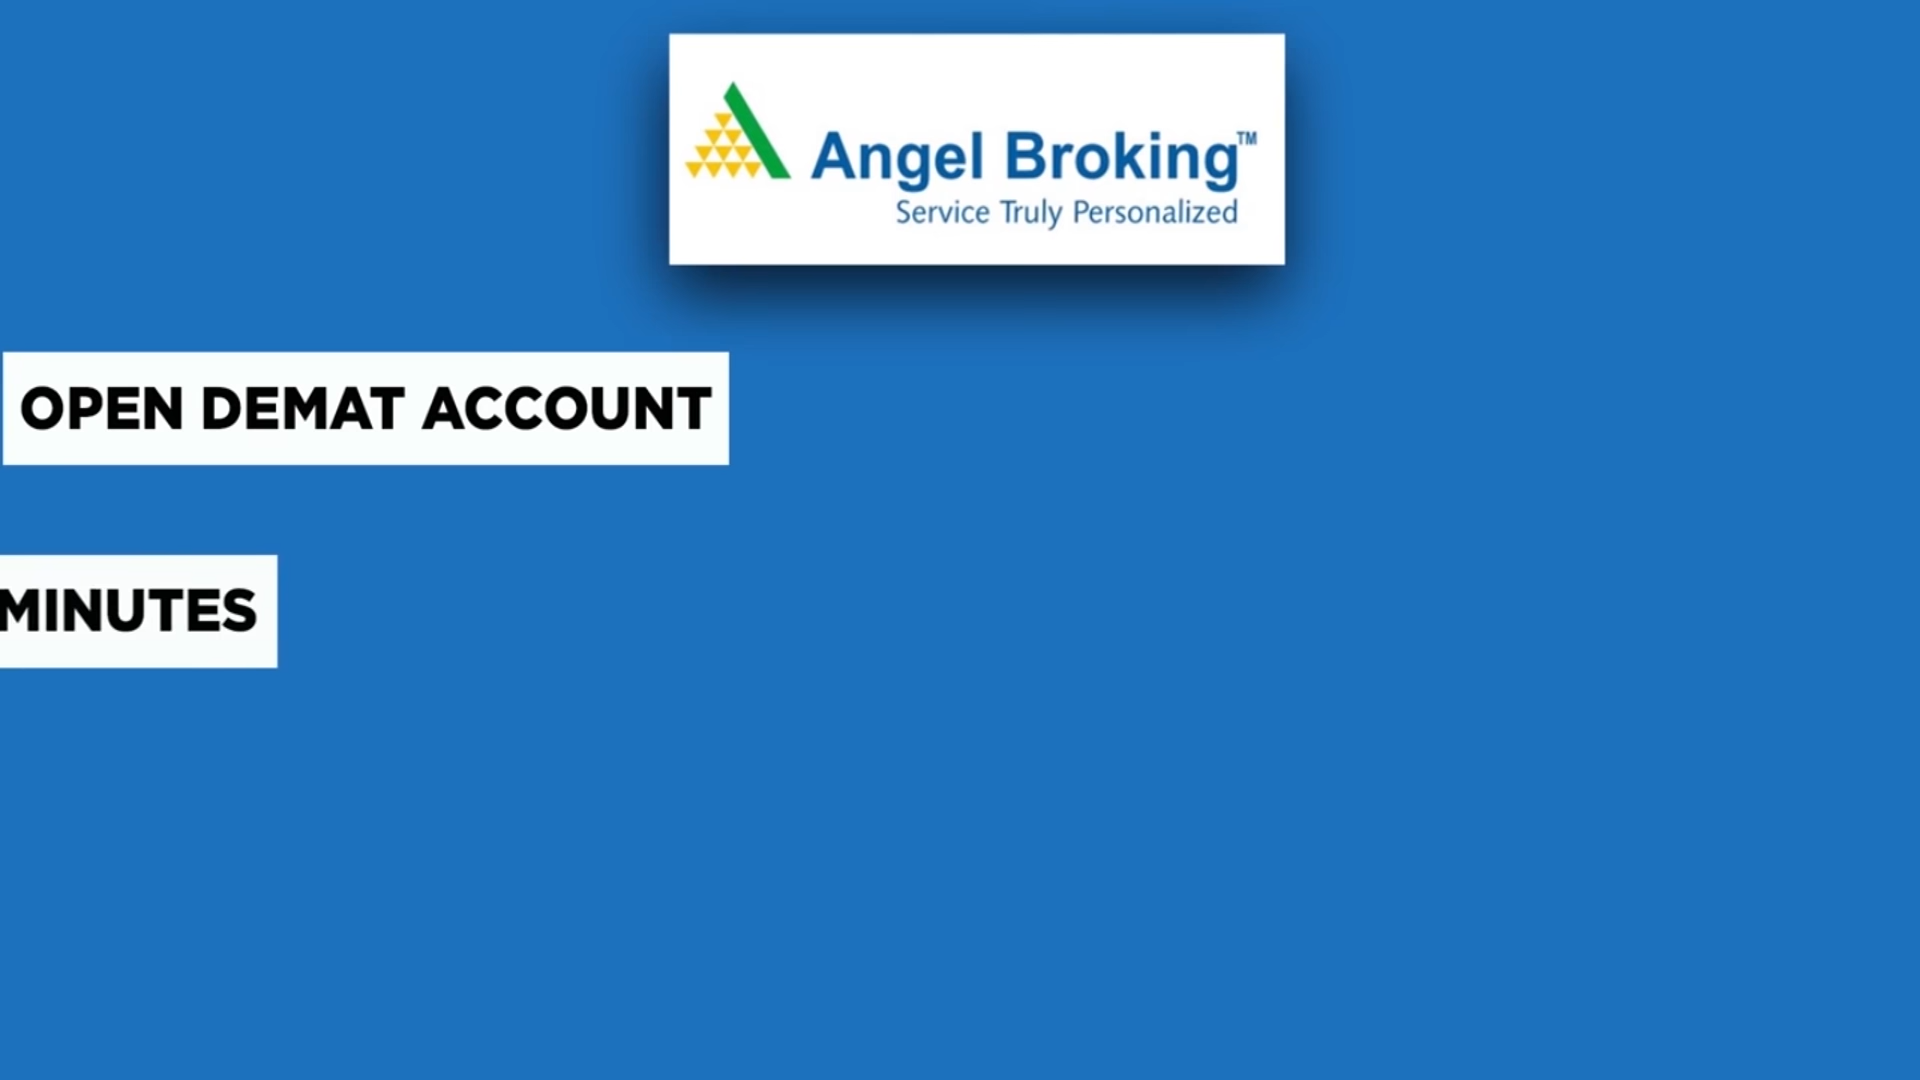 Angel Broking™
Service Truly Personalized
OPEN DEMAT ACCOUNT
MINUTES